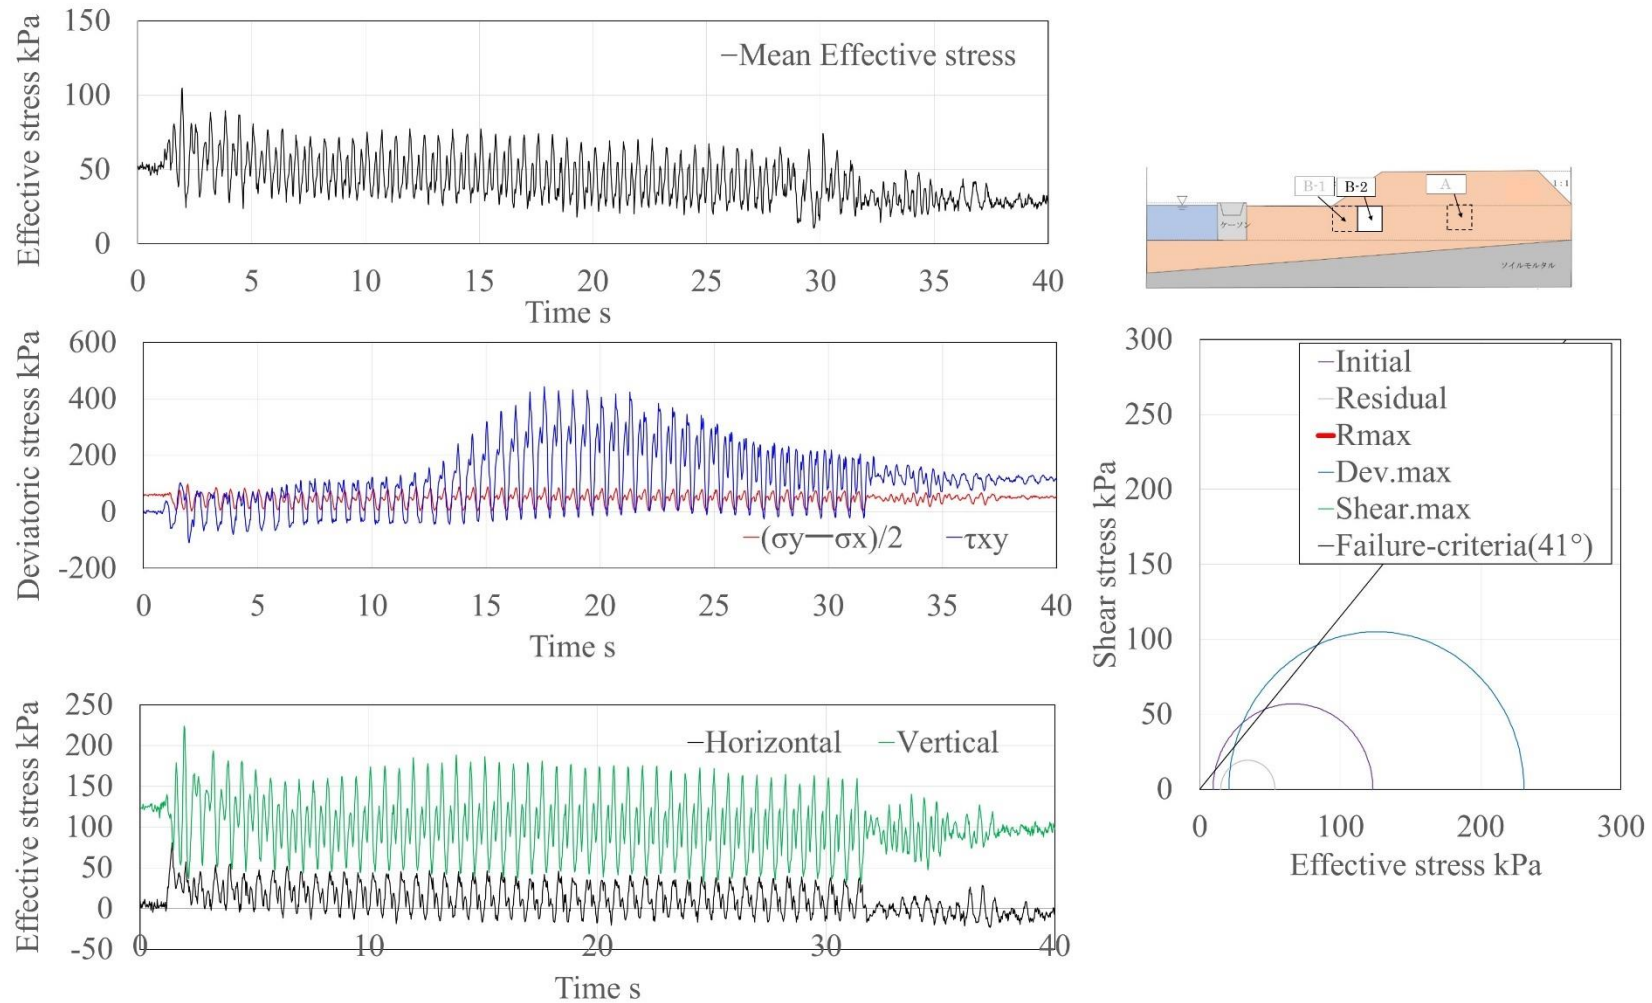 Effective stress kPa
150
100
50
0
−Mean Effective stress
0 5 10 15 20 25 30 35 40
Time s
B-1 B-2 A 1:1
ケーソン
ソイルモルタル
Deviatoric stress kPa
600
400
200
0
-200
−(σy—σx)/2 −τxy
0 5 10 15 20 25 30 35 40
Time s
Effective stress kPa
250
200
150
100
50
0
-50
−Horizontal −Vertical
0 10 20 30 40
Time s
Shear stress kPa
300
250
200
150
100
50
0
−Initial
−Residual
−Rmax
−Dev.max
−Shear.max
−Failure-criteria(41°)
0 100 200 300
Effective stress kPa